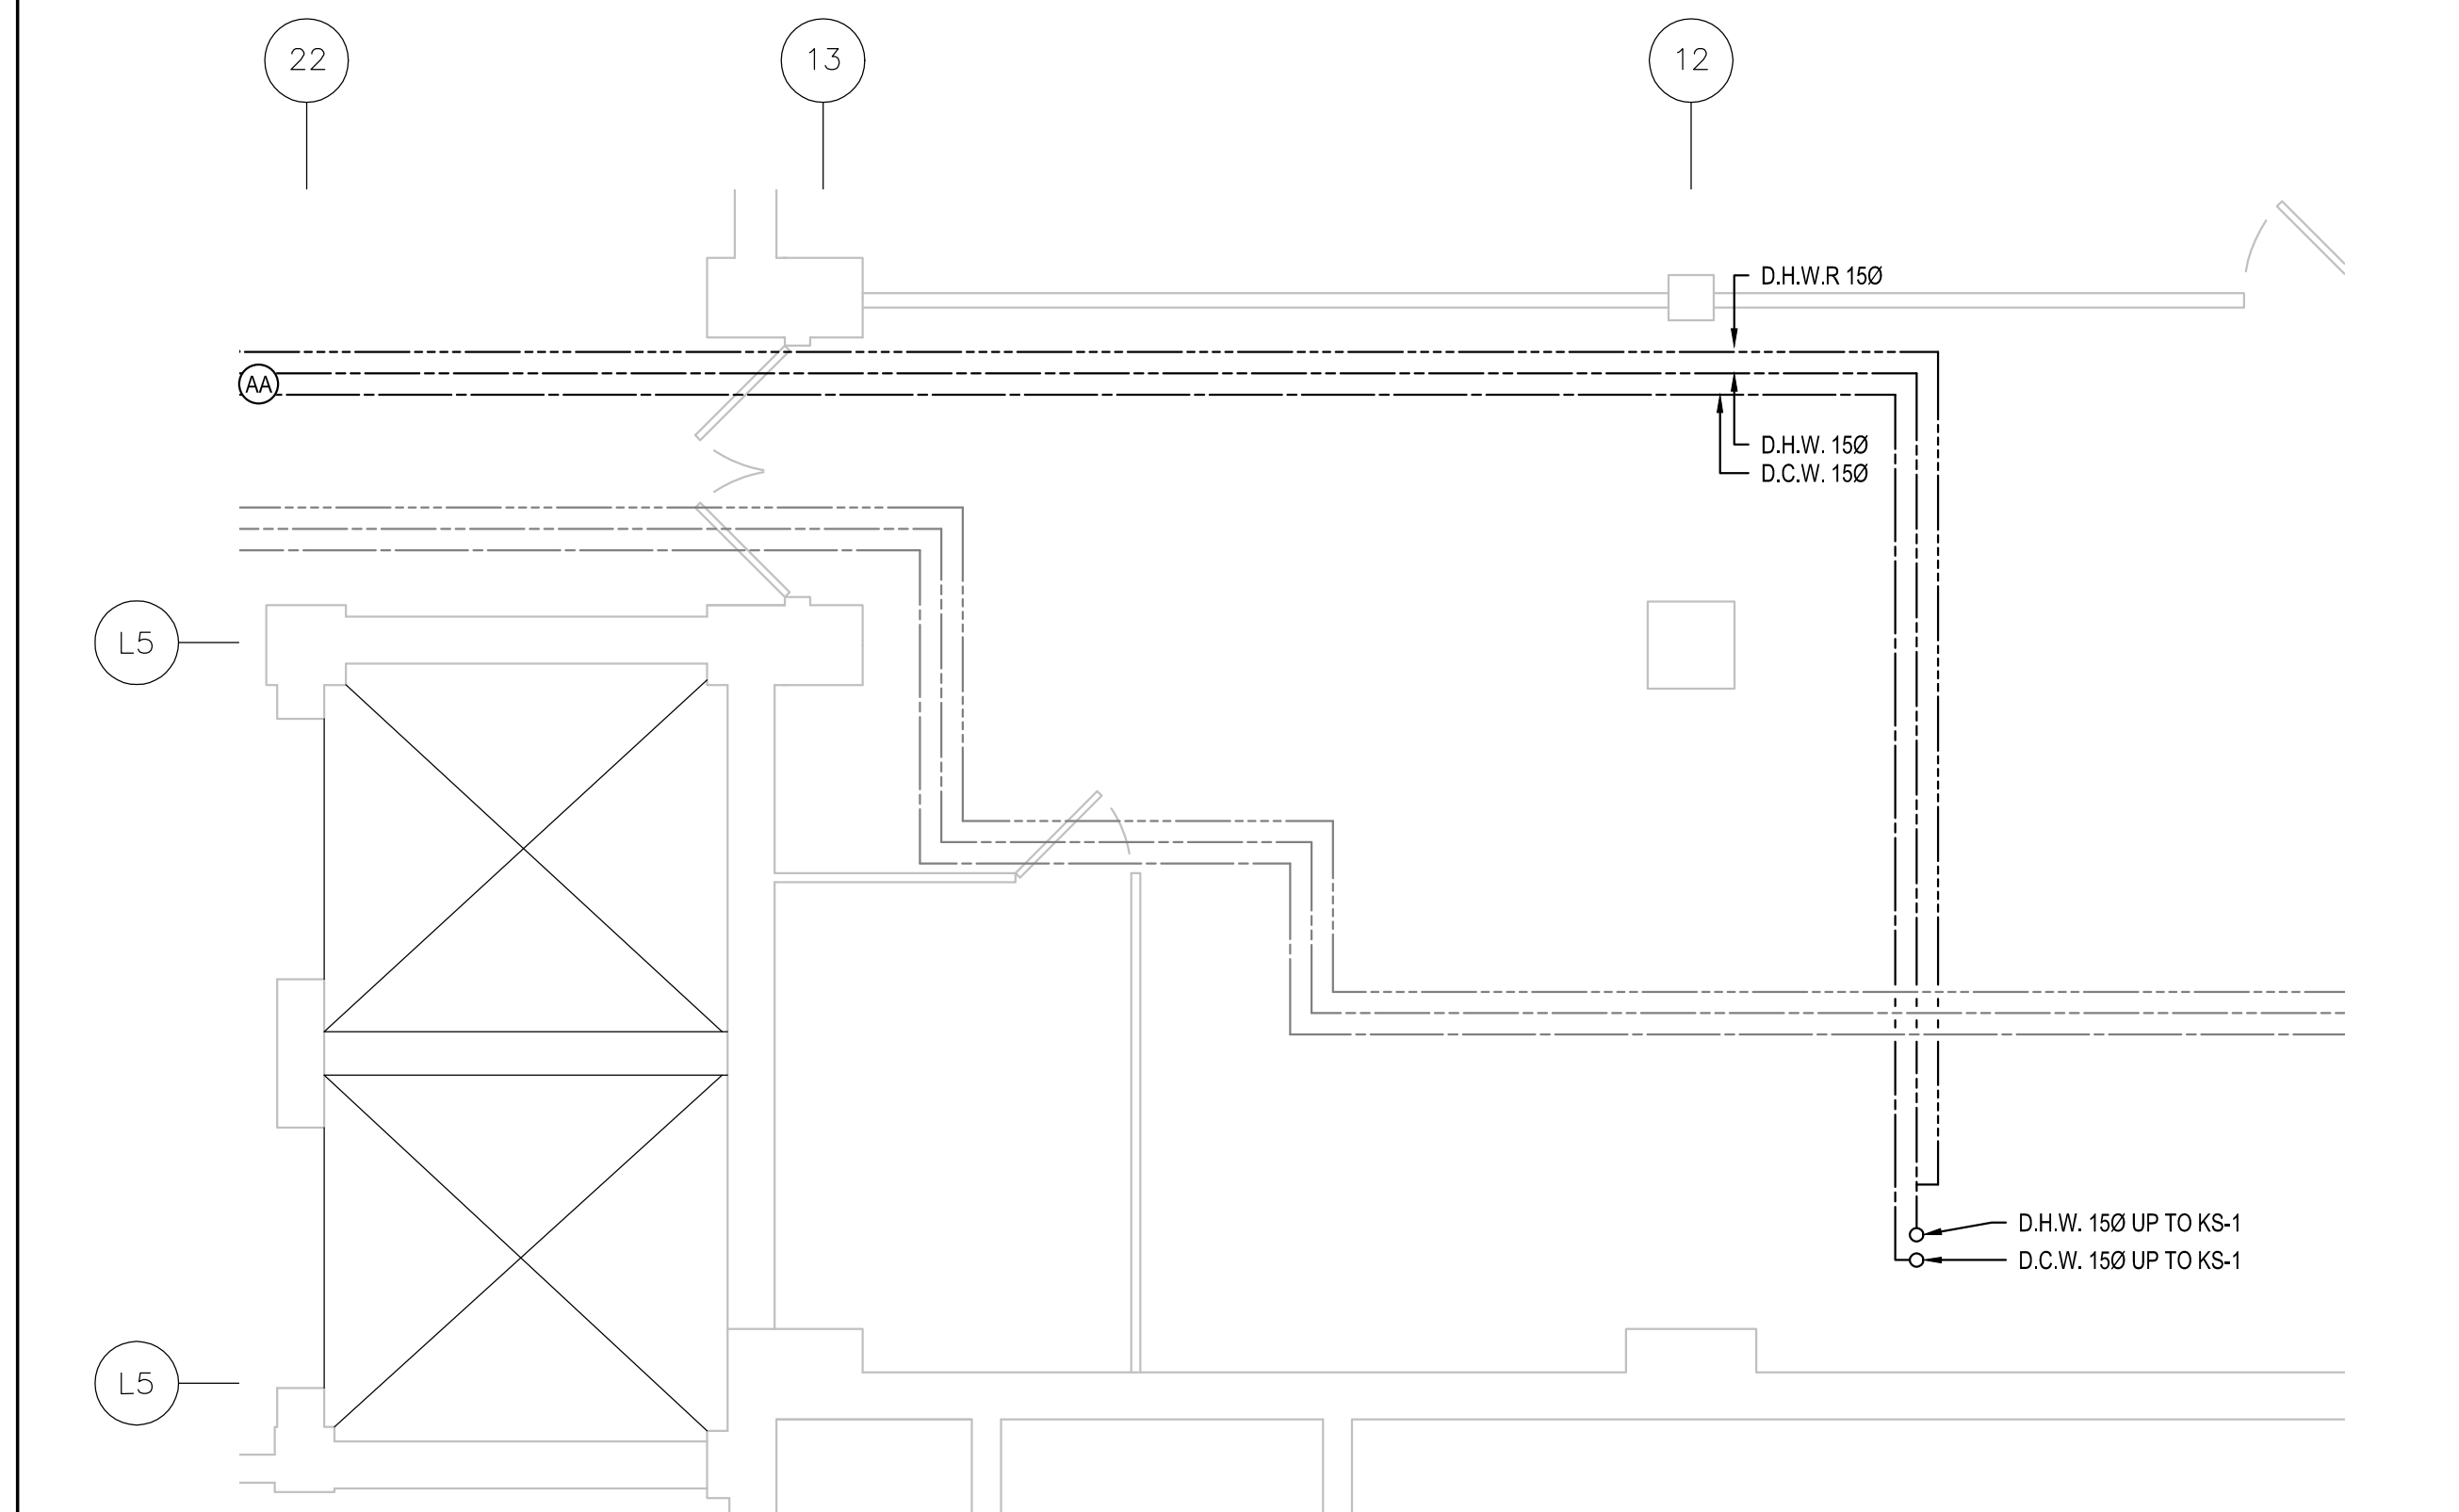 22
13
12
D.H.W.R 15Ø
AA
D.H.W. 15Ø
D.C.W. 15Ø
L5
D.H.W. 15Ø UP TO KS-1
D.C.W. 15Ø UP TO KS-1
L5